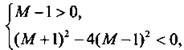 M - 1 > 0,
(M + 1)² - 4(M - 1)² < 0,